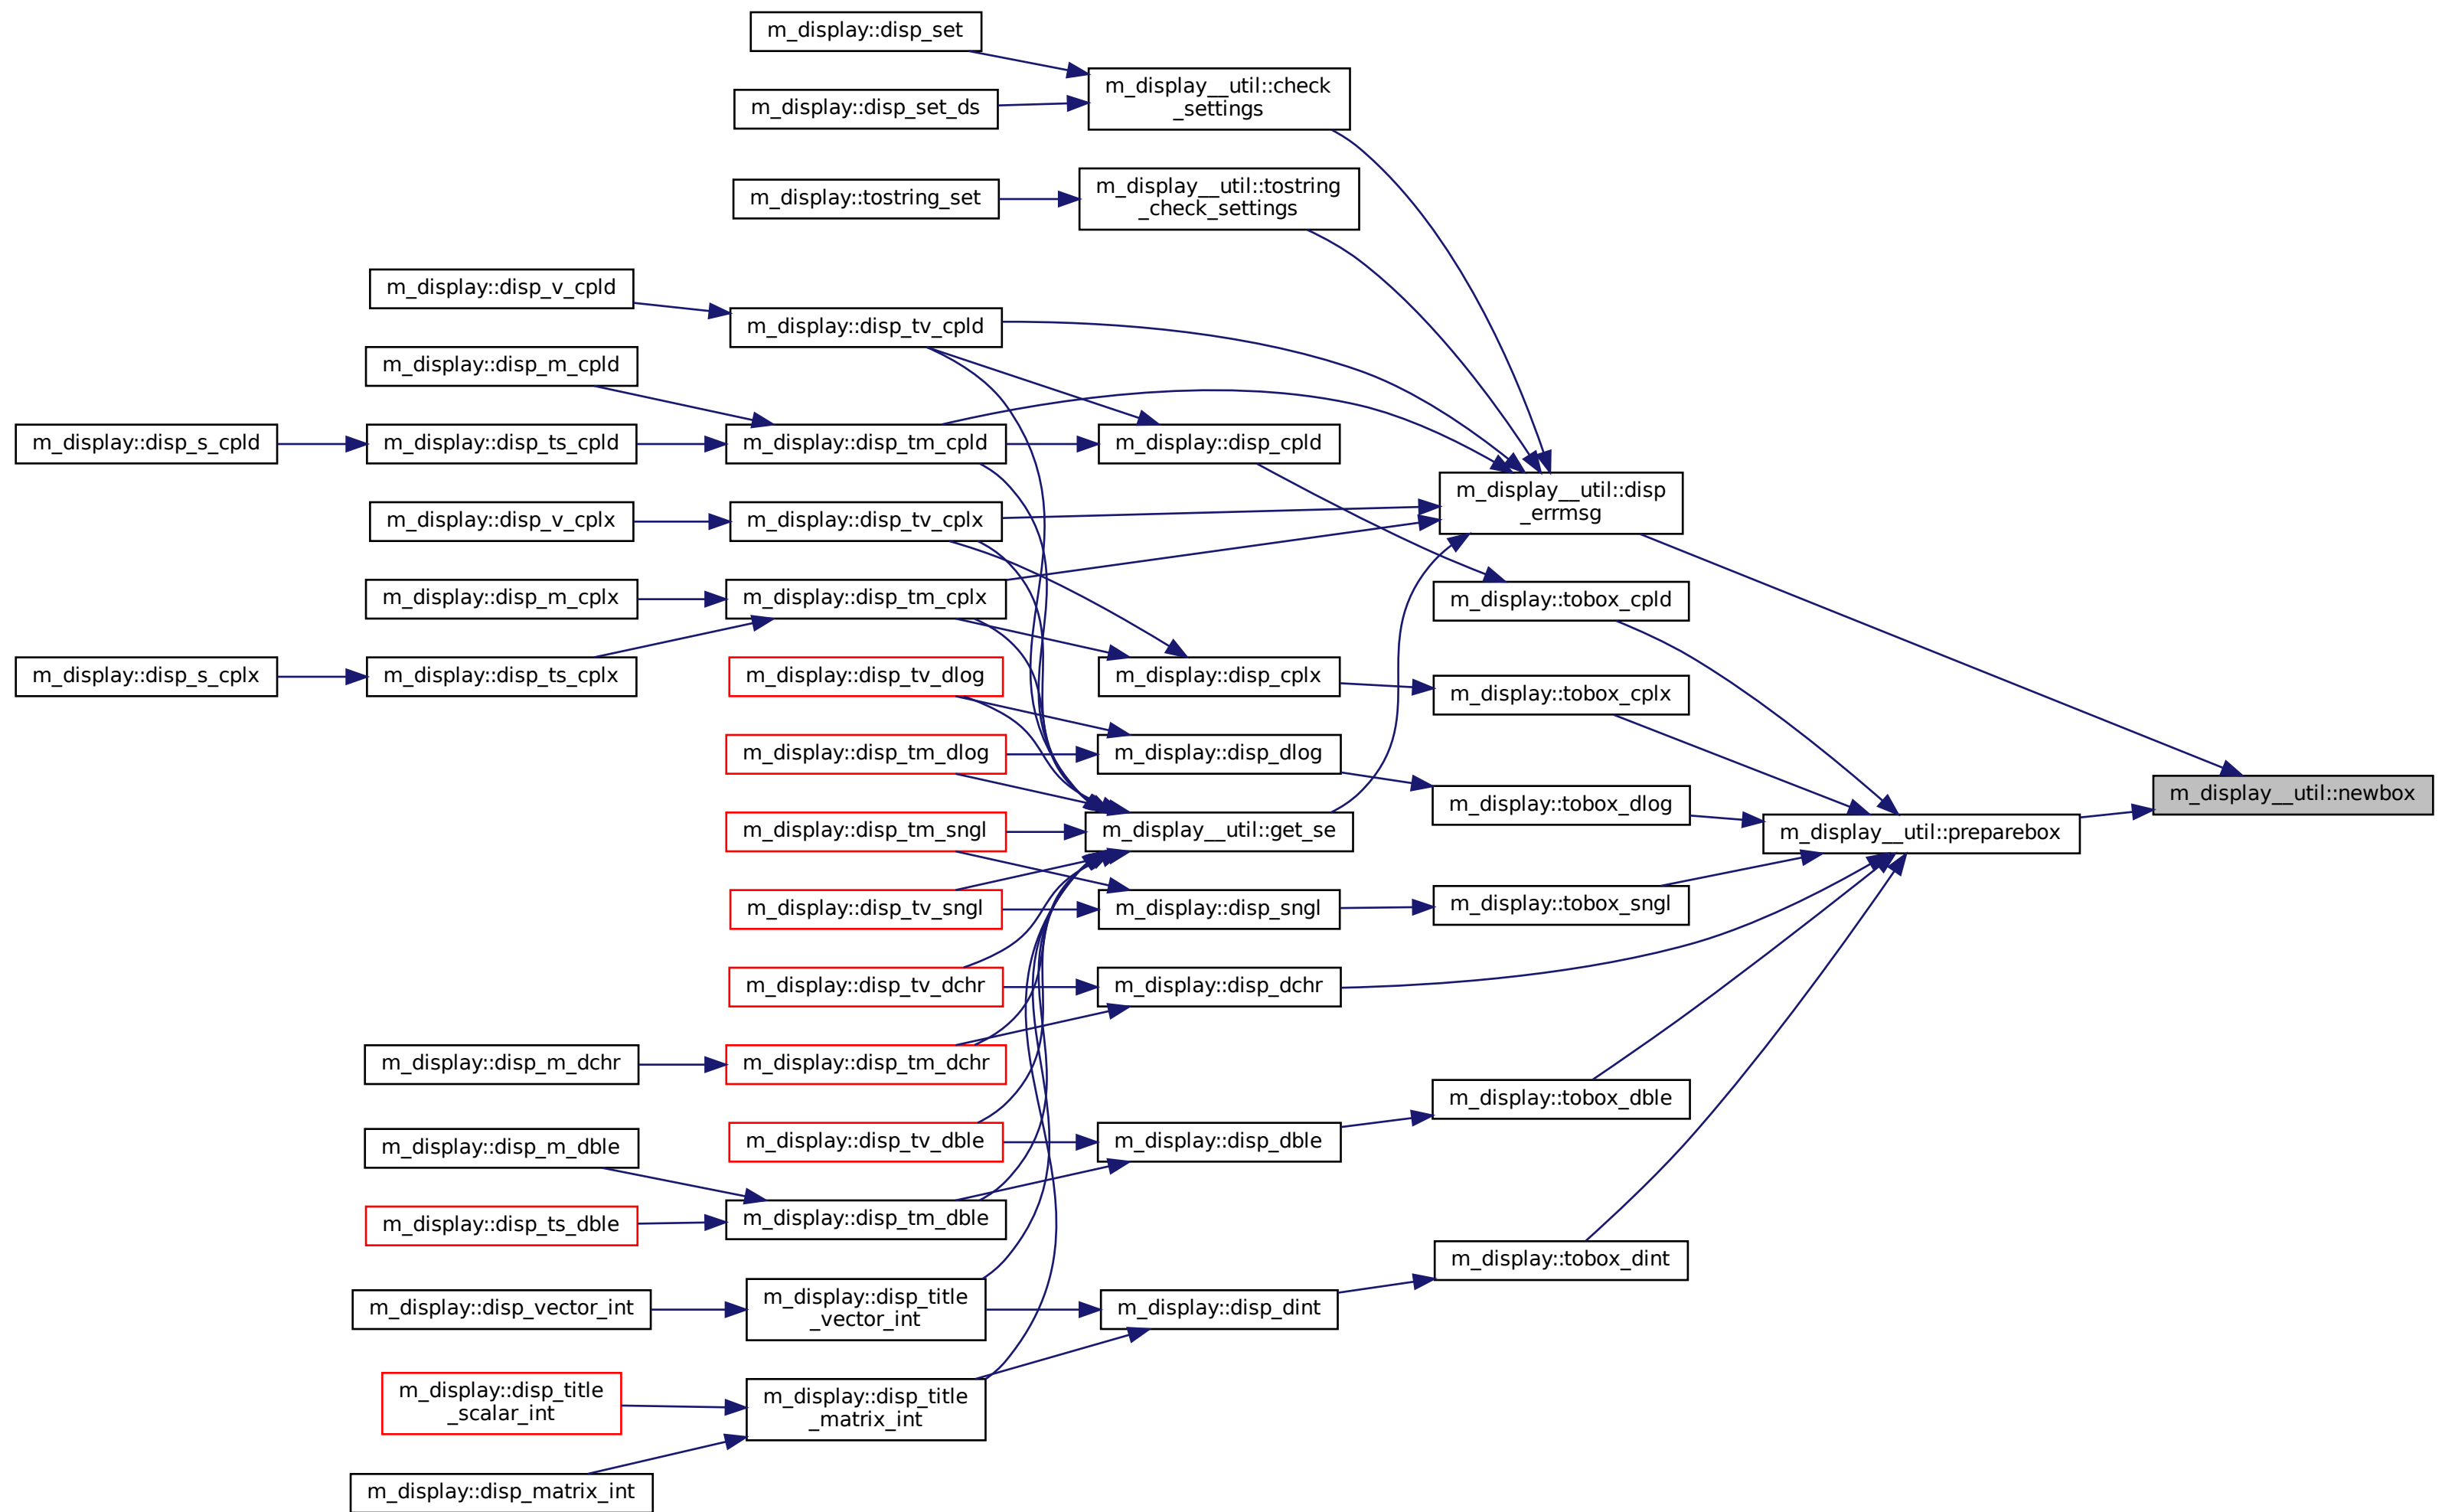 m_display::disp_set
m_display__util::check
_settings
m_display::disp_set_ds
m_display__util::tostring
_check_settings
m_display::tostring_set
m_display::disp_v_cpld
m_display::disp_tv_cpld
m_display::disp_m_cpld
m_display::disp_s_cpld
m_display::disp_ts_cpld
m_display::disp_tm_cpld
m_display::disp_cpld
m_display__util::disp
_errmsg
m_display::disp_v_cplx
m_display::disp_tv_cplx
m_display::disp_m_cplx
m_display::disp_tm_cplx
m_display::tobox_cpld
m_display::disp_s_cplx
m_display::disp_ts_cplx
m_display::disp_tv_dlog
m_display::disp_cplx
m_display::tobox_cplx
m_display::disp_tm_dlog
m_display::disp_dlog
m_display__util::newbox
m_display::tobox_dlog
m_display::disp_tm_sngl
m_display__util::get_se
m_display__util::preparebox
m_display::disp_tv_sngl
m_display::disp_sngl
m_display::tobox_sngl
m_display::disp_tv_dchr
m_display::disp_dchr
m_display::disp_m_dchr
m_display::disp_tm_dchr
m_display::tobox_dble
m_display::disp_m_dble
m_display::disp_tv_dble
m_display::disp_dble
m_display::disp_ts_dble
m_display::disp_tm_dble
m_display::tobox_dint
m_display::disp_vector_int
m_display::disp_title
_vector_int
m_display::disp_dint
m_display::disp_title
_scalar_int
m_display::disp_title
_matrix_int
m_display::disp_matrix_int